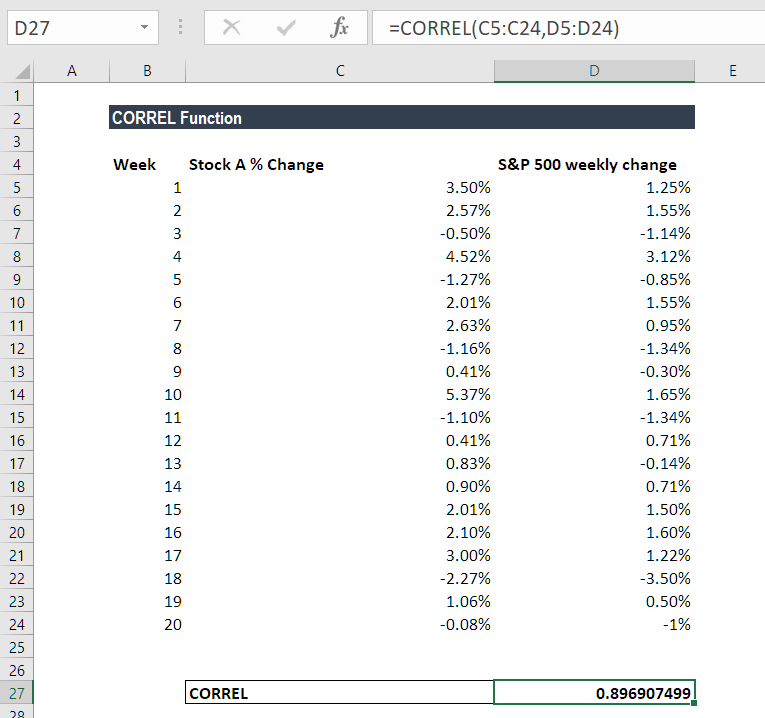 D27 fx =CORREL(C5:C24,D5:D24)
A B C D E
1
2 CORREL Function
3
4 Week Stock A % Change S&P 500 weekly change
5 1 3.50% 1.25%
6 2 2.57% 1.55%
7 3 -0.50% -1.14%
8 4 4.52% 3.12%
9 5 -1.27% -0.85%
10 6 2.01% 1.55%
11 7 2.63% 0.95%
12 8 -1.16% -1.34%
13 9 0.41% -0.30%
14 10 5.37% 1.65%
15 11 -1.10% -1.34%
16 12 0.41% 0.71%
17 13 0.83% -0.14%
18 14 0.90% 0.71%
19 15 2.01% 1.50%
20 16 2.10% 1.60%
21 17 3.00% 1.22%
22 18 -2.27% -3.50%
23 19 1.06% 0.50%
24 20 -0.08% -1%
25
26
27 CORREL 0.896907499
28